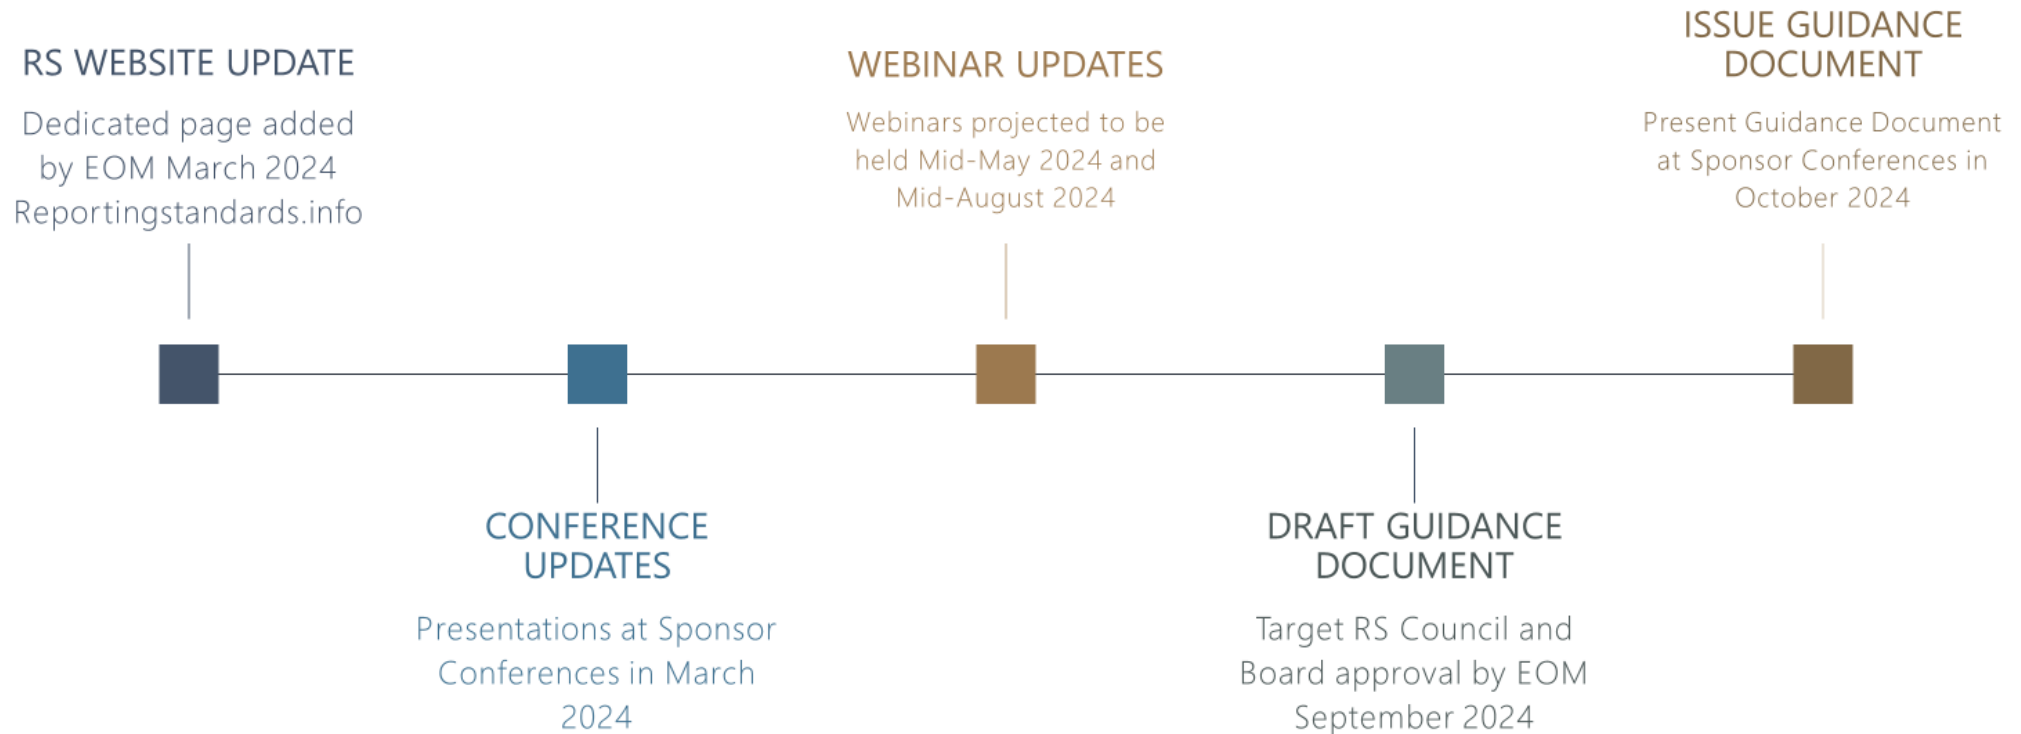 RS WEBSITE UPDATE
Dedicated page added
by EOM March 2024
Reportingstandards.info
CONFERENCE
UPDATES
Presentations at Sponsor
Conferences in March
2024
WEBINAR UPDATES
Webinars projected to be
held Mid-May 2024 and
Mid-August 2024
DRAFT GUIDANCE
DOCUMENT
Target RS Council and
Board approval by EOM
September 2024
ISSUE GUIDANCE
DOCUMENT
Present Guidance Document
at Sponsor Conferences in
October 2024